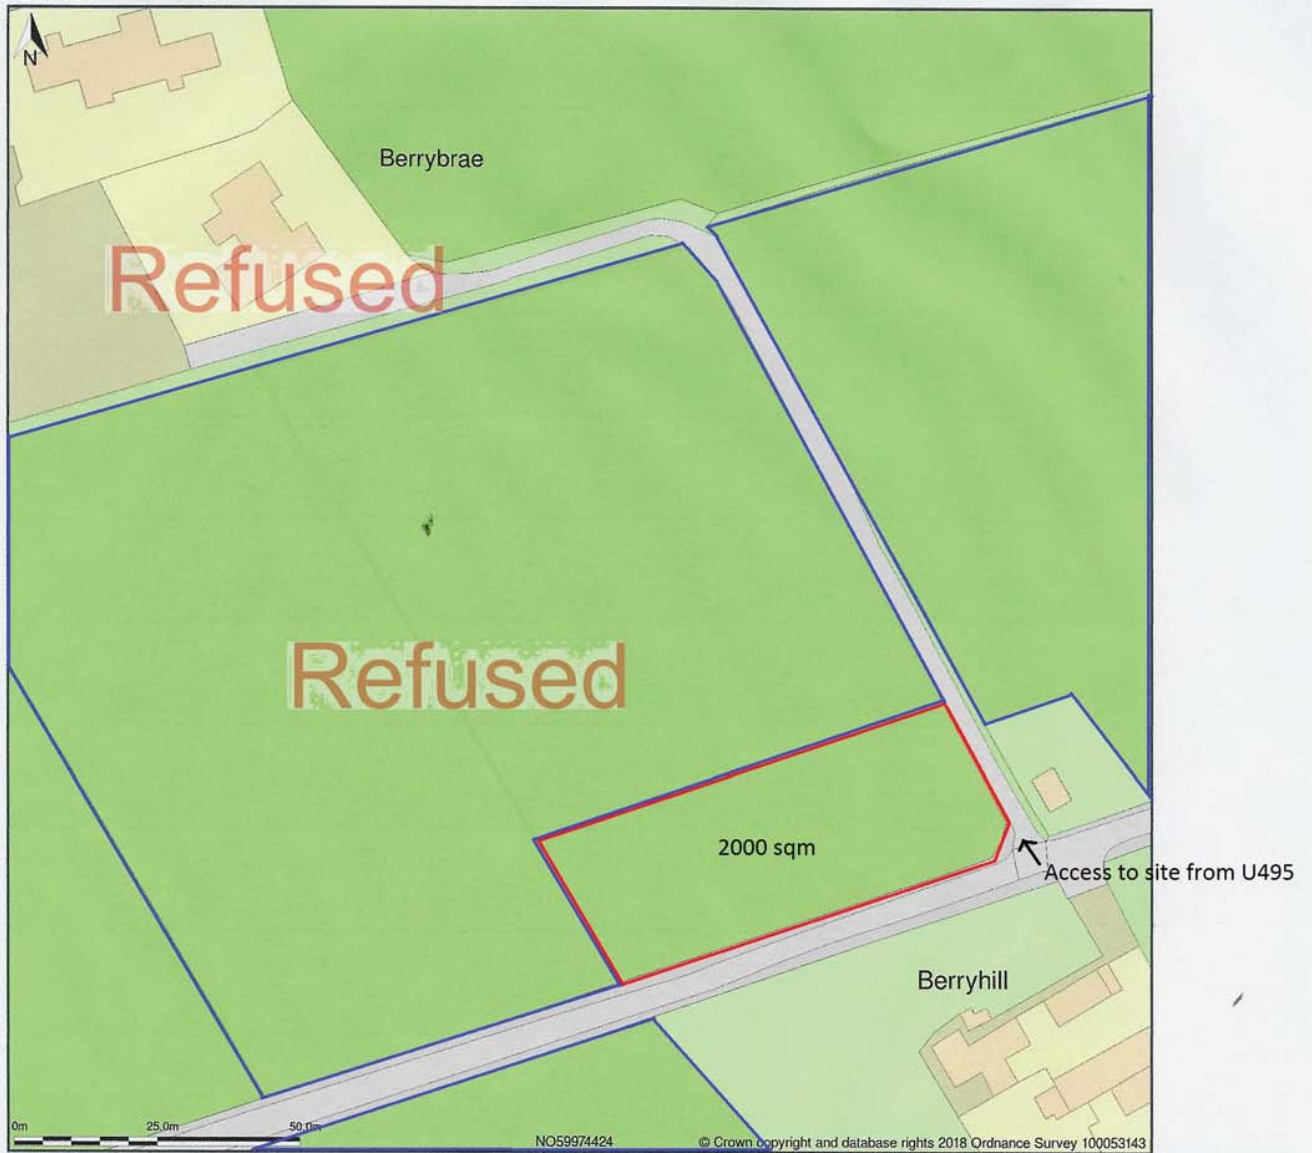 N
Berrybrae
Refused
Refused
2000 sqm
Access to site from U495
Berryhill
0m 25.0m 50.0m
NO59974424
© Crown copyright and database rights 2018 Ordnance Survey 100053143